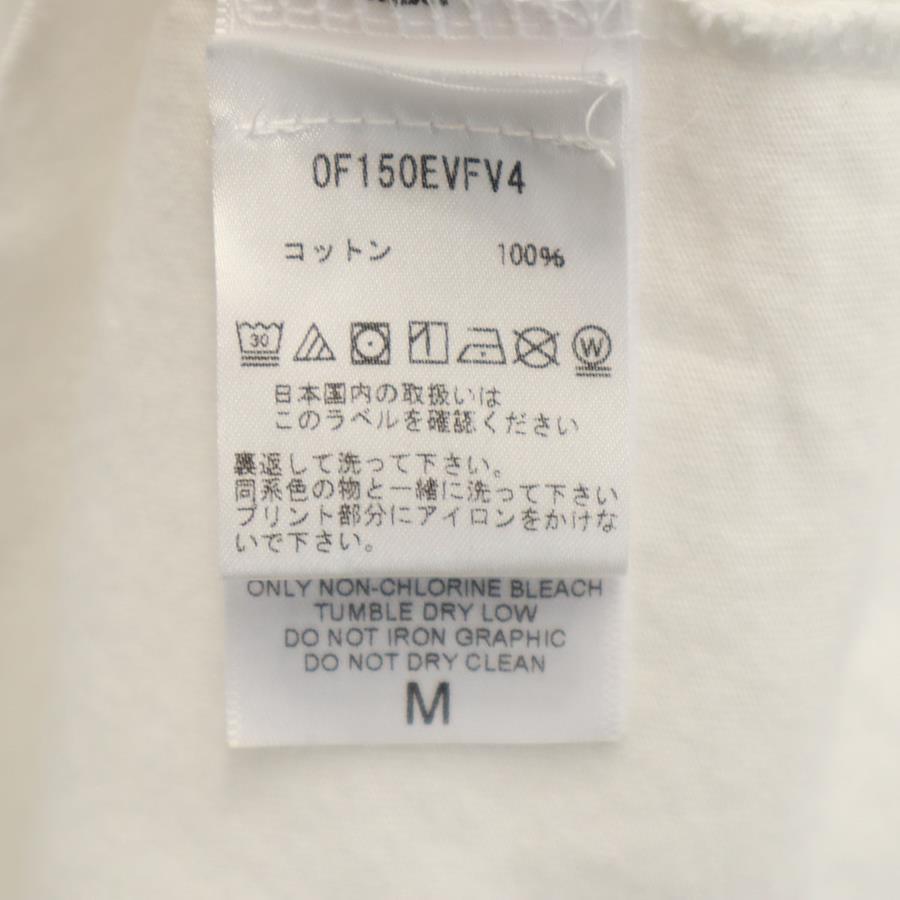 0F150EVFV4
コットン 100%
30
W
日本国内の取扱いは
このラベルを確認ください
裏返して洗って下さい。
同系色の物と一緒に洗って下さい
プリント部分にアイロンをかけな
いで下さい。
ONLY NON-CHLORINE BLEACH
TUMBLE DRY LOW
DO NOT IRON GRAPHIC
DO NOT DRY CLEAN
M